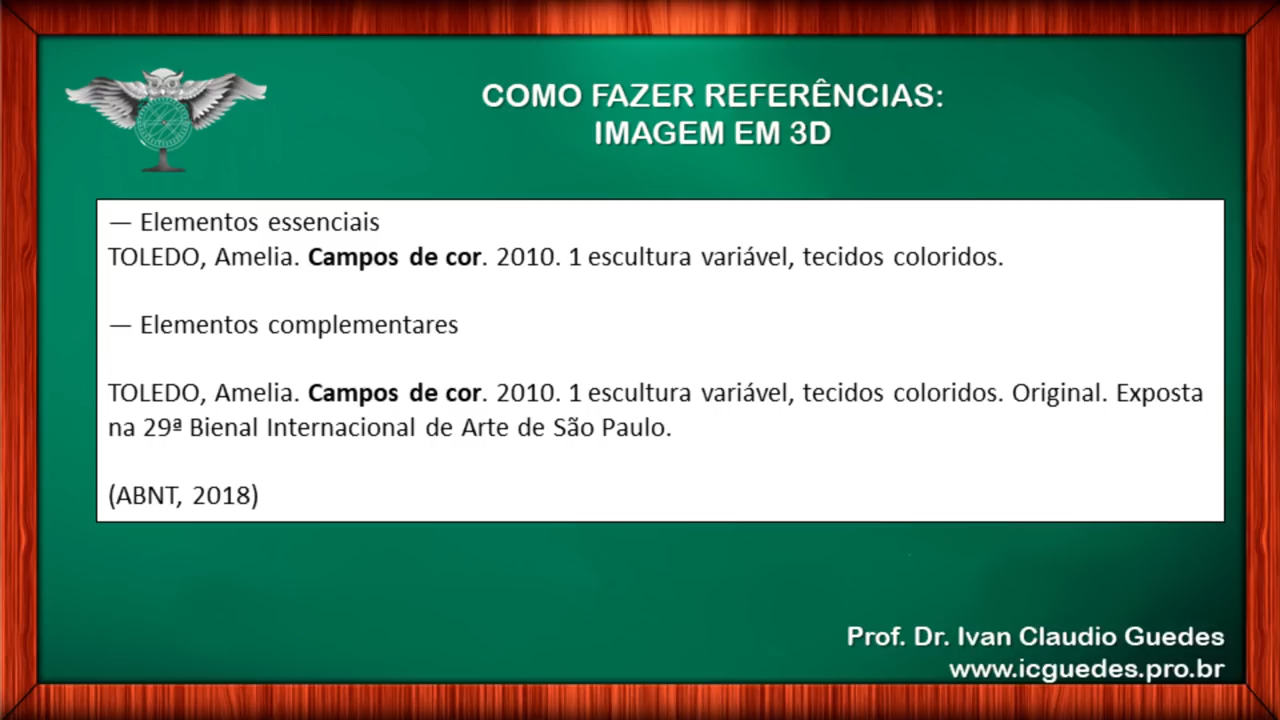 COMO FAZER REFERÊNCIAS:
IMAGEM EM 3D
— Elementos essenciais
TOLEDO, Amelia. Campos de cor. 2010. 1 escultura variável, tecidos coloridos.
— Elementos complementares
TOLEDO, Amelia. Campos de cor. 2010. 1 escultura variável, tecidos coloridos. Original. Exposta
na 29ª Bienal Internacional de Arte de São Paulo.
(ABNT, 2018)
Prof. Dr. Ivan Claudio Guedes
www.icguedes.pro.br